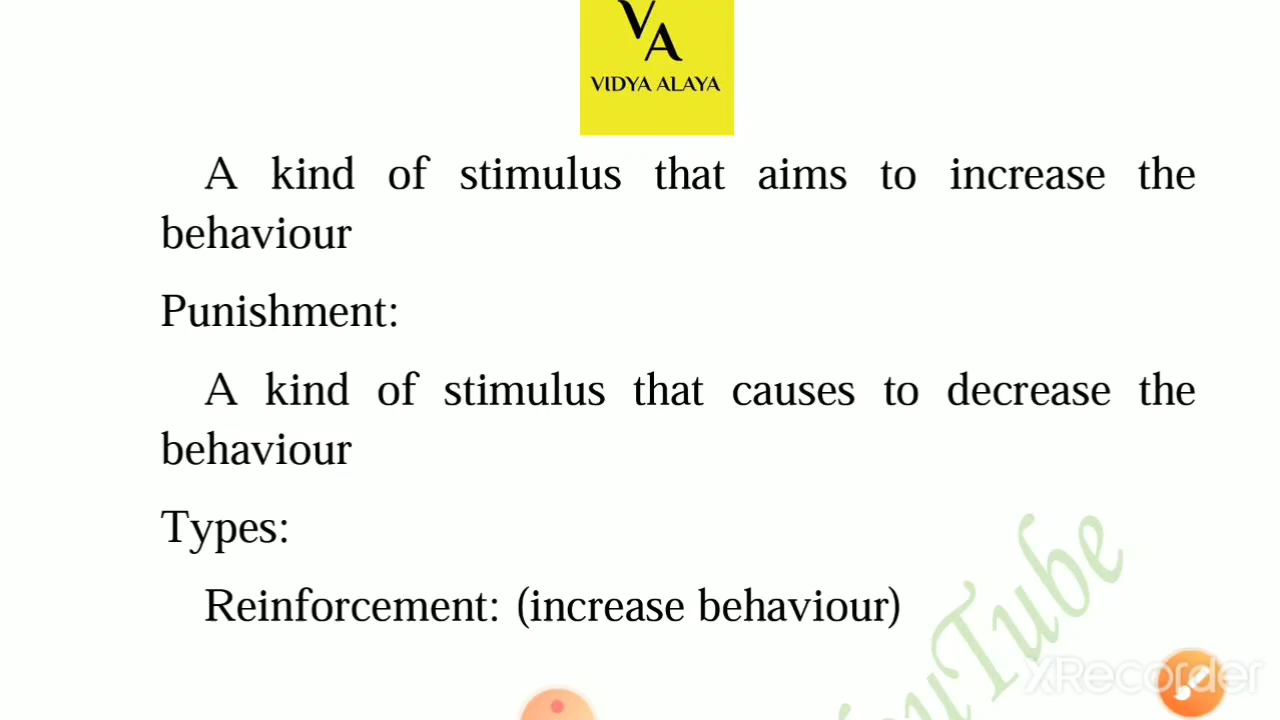 VA
VIDYA ALAYA
A kind of stimulus that aims to increase the
behaviour
Punishment:
A kind of stimulus that causes to decrease the
behaviour
Types:
Reinforcement: (increase behaviour)
YouTube
XRecorder